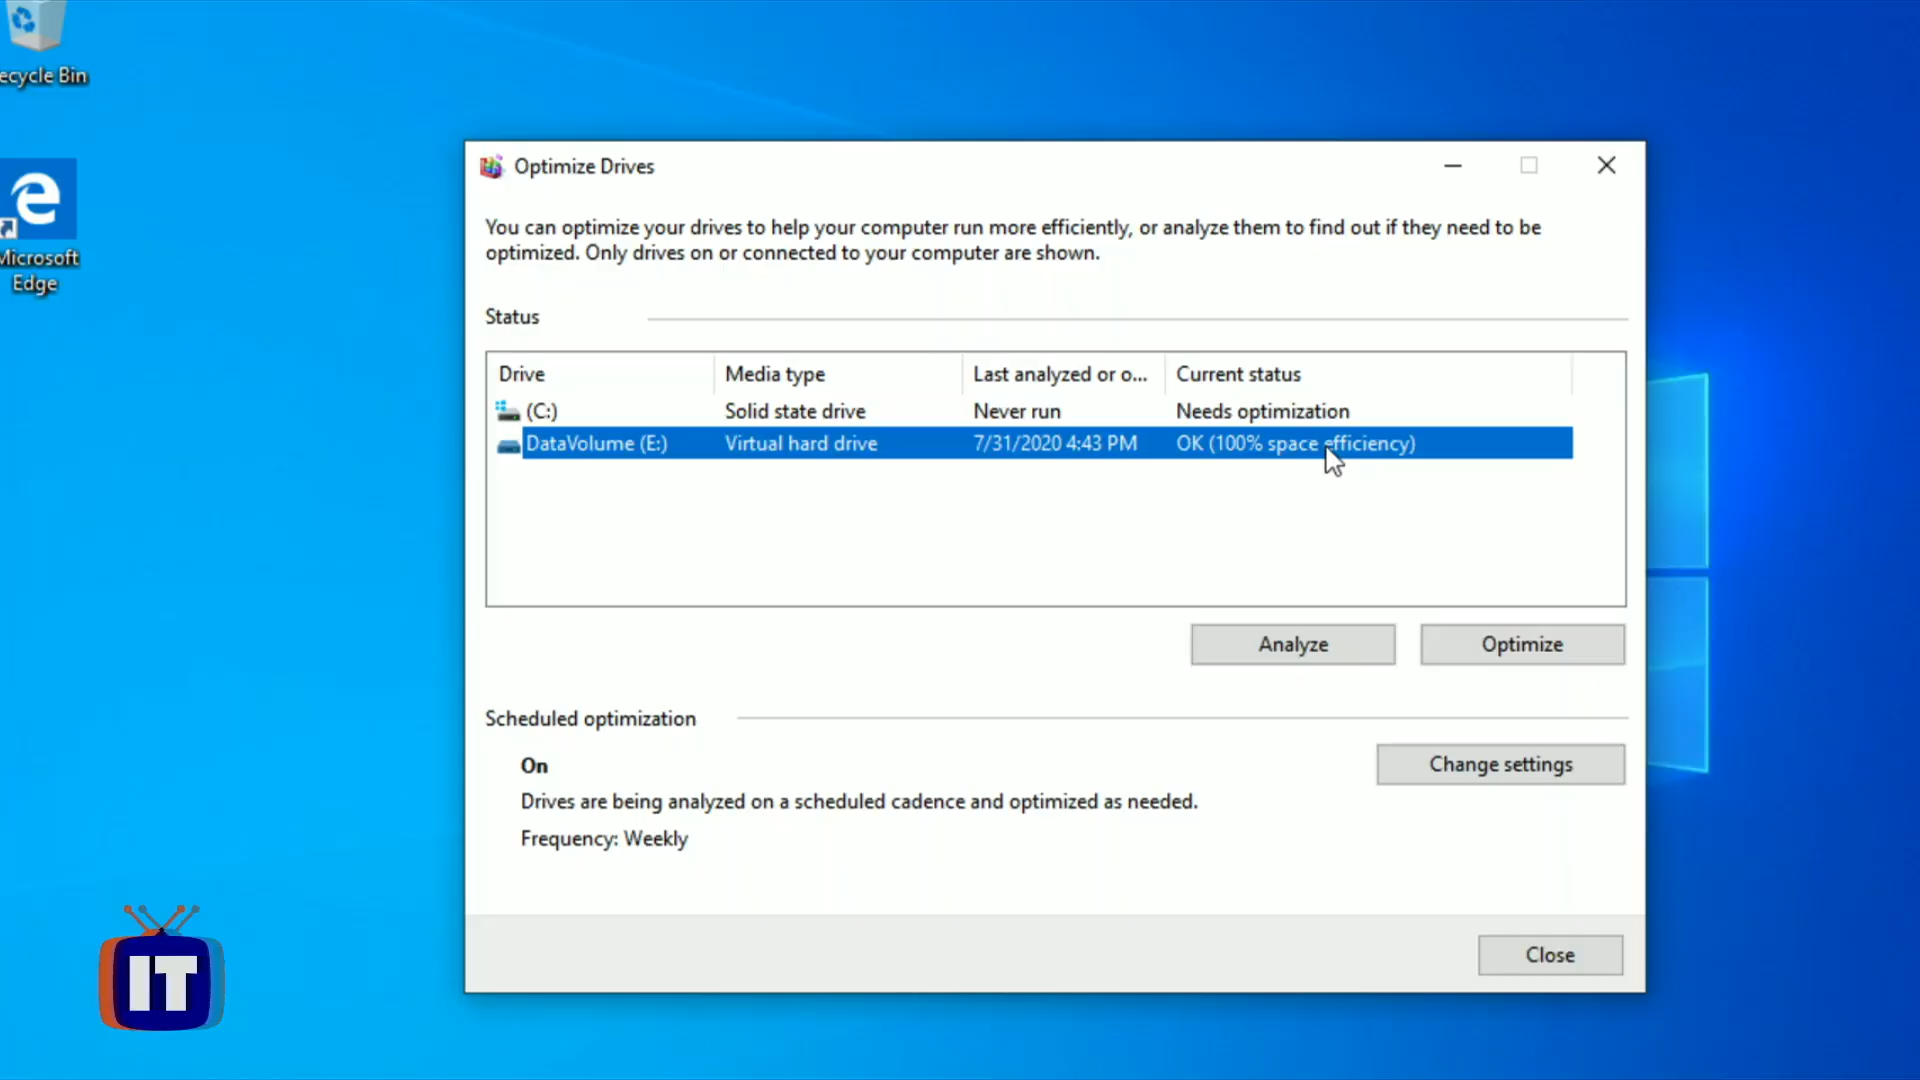 ecycle Bin
Microsoft
Edge
Optimize Drives
You can optimize your drives to help your computer run more efficiently, or analyze them to find out if they need to be
optimized. Only drives on or connected to your computer are shown.
Status
Drive Media type Last analyzed or o... Current status
(C:) Solid state drive Never run Needs optimization
DataVolume (E:) Virtual hard drive 7/31/2020 4:43 PM OK (100% space efficiency)
Analyze Optimize
Scheduled optimization
On
Change settings
Drives are being analyzed on a scheduled cadence and optimized as needed.
Frequency: Weekly
Close
IT